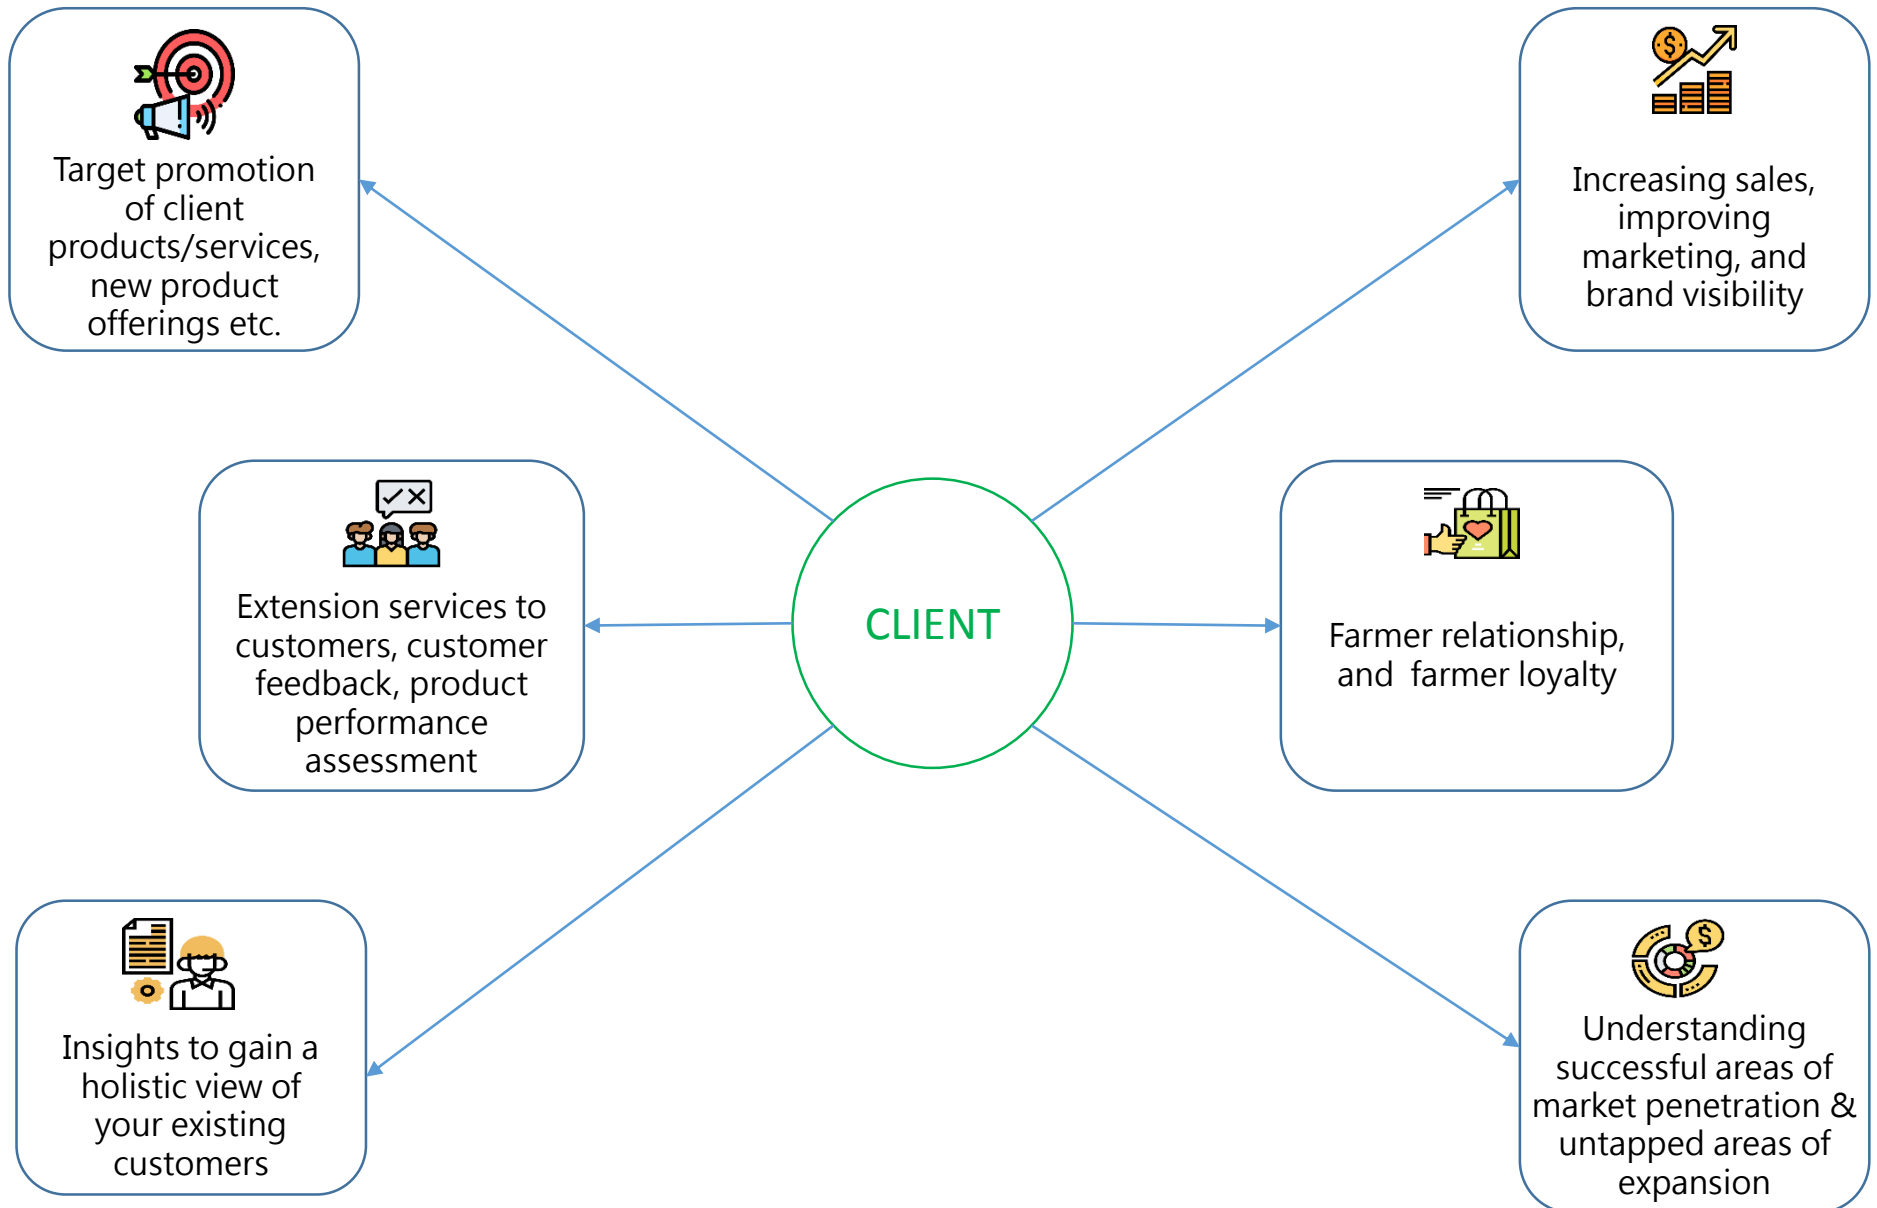 Target promotion
of client
products/services,
new product
offerings etc.
Increasing sales,
improving
marketing, and
brand visibility
Extension services to
customers, customer
feedback, product
performance
assessment
CLIENT
Farmer relationship,
and  farmer loyalty
Insights to gain a
holistic view of
your existing
customers
Understanding
successful areas of
market penetration &
untapped areas of
expansion